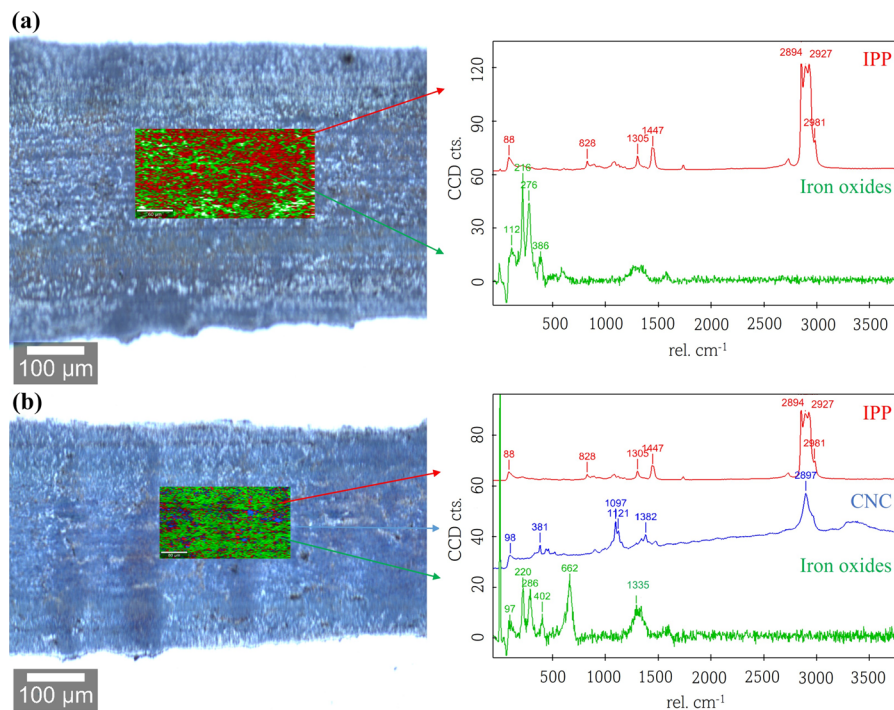 (a)
100 μm
CCD cts.
120
90
60
30
0
IPP
2894 2927
2981
88
828
1305
1447
Iron oxides
216
276
112
386
500 1000 1500 2000 2500 3000 3500
rel. cm-1
(b)
100 μm
CCD cts.
80
60
40
20
0
IPP
2894 2927
2981
88
828
1305
1447
CNC
2897
1097
1121
1382
381
98
Iron oxides
662
220
286
402
97
1335
500 1000 1500 2000 2500 3000 3500
rel. cm-1